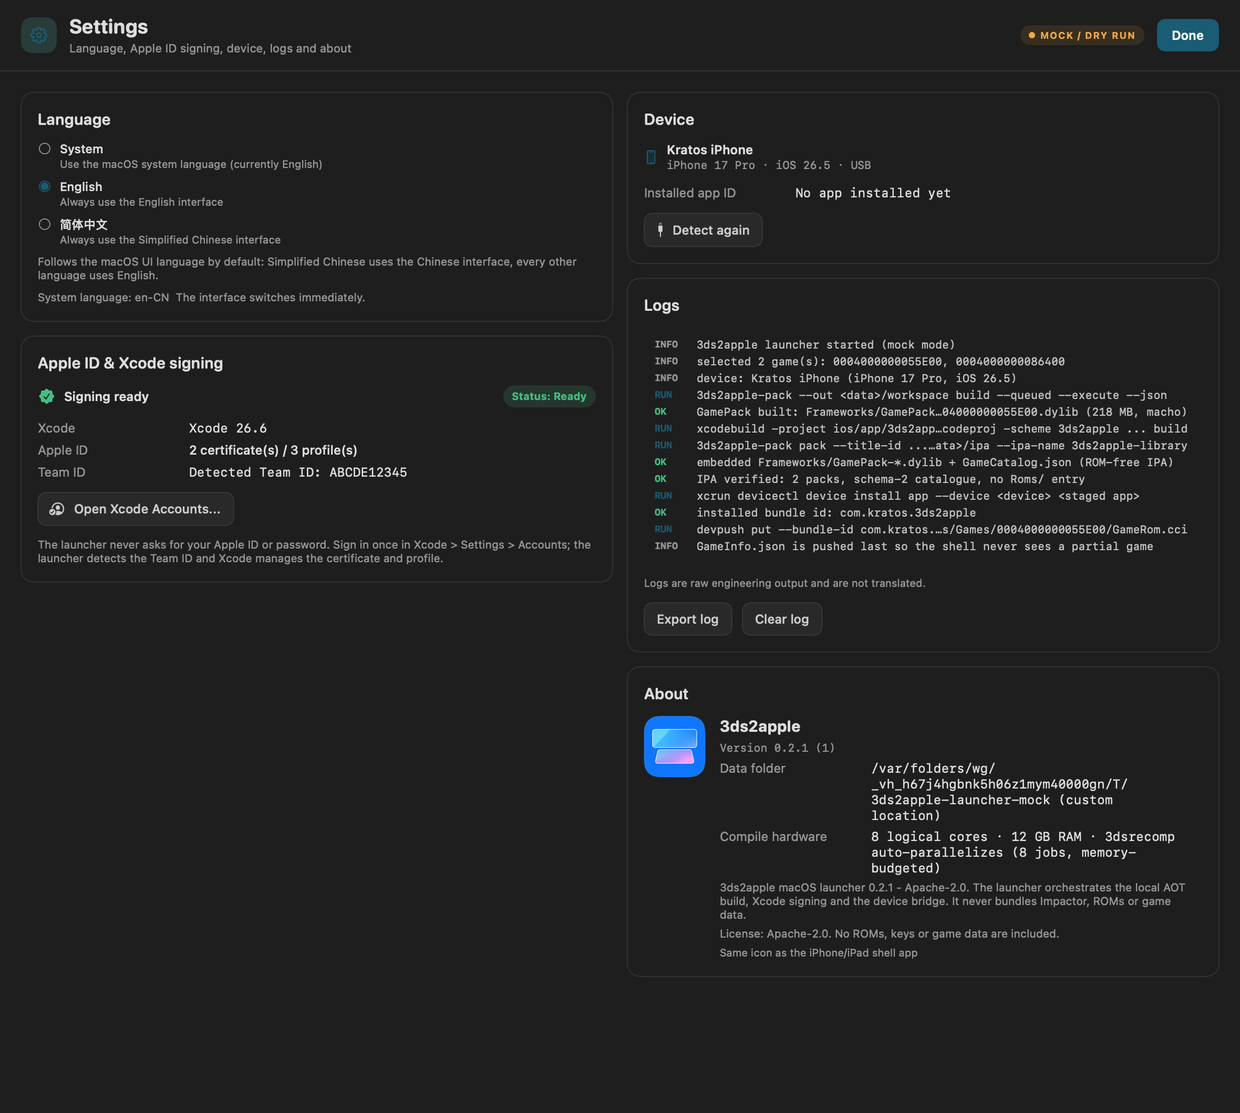 Settings
Language, Apple ID signing, device, logs and about
MOCK / DRY RUN
Done
Language
System
Use the macOS system language (currently English)
English
Always use the English interface
简体中文
Always use the Simplified Chinese interface
Follows the macOS UI language by default: Simplified Chinese uses the Chinese interface, every other
language uses English.
System language: en-CN  The interface switches immediately.
Apple ID & Xcode signing
Signing ready
Status: Ready
Xcode
Xcode 26.6
Apple ID
2 certificate(s) / 3 profile(s)
Team ID
Detected Team ID: ABCDE12345
Open Xcode Accounts...
The launcher never asks for your Apple ID or password. Sign in once in Xcode > Settings > Accounts; the
launcher detects the Team ID and Xcode manages the certificate and profile.
Device
Kratos iPhone
iPhone 17 Pro · iOS 26.5 · USB
Installed app ID
No app installed yet
Detect again
Logs
INFO 3ds2apple launcher started (mock mode)
INFO selected 2 game(s): 0004000000055E00, 0004000000086400
INFO device: Kratos iPhone (iPhone 17 Pro, iOS 26.5)
RUN 3ds2apple-pack --out <data>/workspace build --queued --execute --json
OK GamePack built: Frameworks/GamePack…04000000055E00.dylib (218 MB, macho)
RUN xcodebuild -project ios/app/3ds2app…codeproj -scheme 3ds2apple ... build
RUN 3ds2apple-pack pack --title-id ...…ata>/ipa --ipa-name 3ds2apple-library
OK embedded Frameworks/GamePack-*.dylib + GameCatalog.json (ROM-free IPA)
OK IPA verified: 2 packs, schema-2 catalogue, no Roms/ entry
RUN xcrun devicectl device install app --device <device> <staged app>
OK installed bundle id: com.kratos.3ds2apple
RUN devpush put --bundle-id com.kratos.…s/Games/0004000000055E00/GameRom.cci
INFO GameInfo.json is pushed last so the shell never sees a partial game
Logs are raw engineering output and are not translated.
Export log
Clear log
About
3ds2apple
Version 0.2.1 (1)
Data folder
/var/folders/wg/
_vh_h67j4hgbnk5h06z1mym40000gn/T/
3ds2apple-launcher-mock (custom
location)
Compile hardware
8 logical cores · 12 GB RAM · 3dsrecomp
auto-parallelizes (8 jobs, memory-
budgeted)
3ds2apple macOS launcher 0.2.1 - Apache-2.0. The launcher orchestrates the local AOT
build, Xcode signing and the device bridge. It never bundles Impactor, ROMs or game
data.
License: Apache-2.0. No ROMs, keys or game data are included.
Same icon as the iPhone/iPad shell app